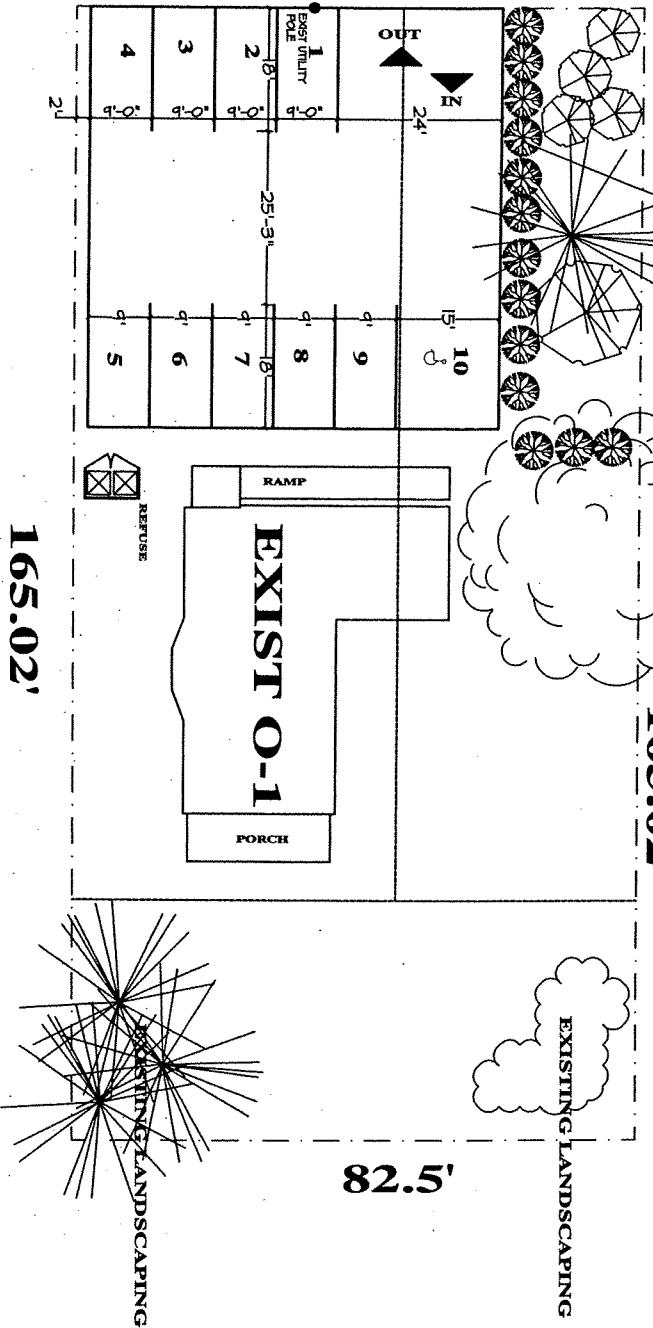 OUT
IN
1
EXIST UTILITY
POLE
2
3
4
18'
9'-0"
9'-0"
9'-0"
9'-0"
2'
24'
25'-3"
9'
9'
9'
9'
9'
15'
5
6
7
8
9
10
18'
REFUSE
RAMP
EXIST O-1
PORCH
165.02'
82.5'
EXISTING LANDSCAPING
EXISTING LANDSCAPING